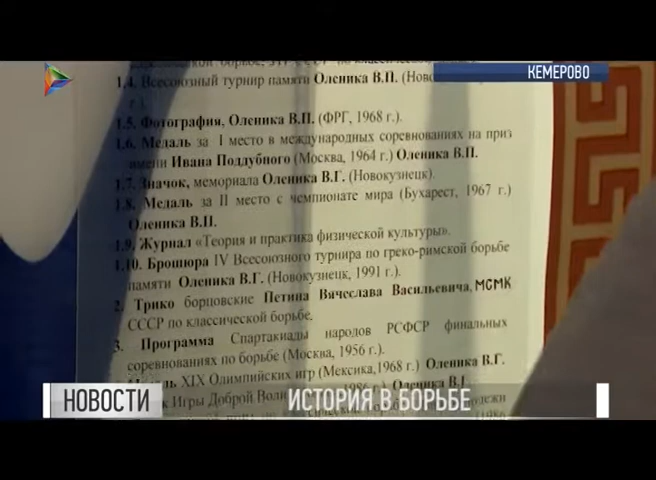 КЕМЕРОВО
1.4. Всесоюзный турнир памяти Оленика В.П.
1.5. Фотография, Оленика В.П. (ФРГ, 1968 г.).
1.6. Медаль за I место в международных соревнованиях на приз
имени Ивана Поддубного (Москва, 1964 г.) Оленика В.П.
1.7. Значок, мемориала Оленика В.Г. (Новокузнецк).
1.8. Медаль за II место с чемпионате мира (Бухарест, 1967 г.)
Оленика В.П.
1.9. Журнал «Теория и практика физической культуры».
1.10. Брошюра IV Всесоюзного турнира по греко-римской борьбе
памяти Оленика В.Г. (Новокузнецк, 1991 г.).
2. Трико борцовские Петина Вячеслава Васильевича, МСМК
СССР по классической борьбе.
3. Программа Спартакиады народов РСФСР финальных
соревнованиях по борьбе (Москва, 1956 г.).
XIX Олимпийских игр (Мексика,1968 г.) Оленика В.Г.
Игры Доброй Оленика В.
НОВОСТИ ИСТОРИЯ В БОРЬБЕ